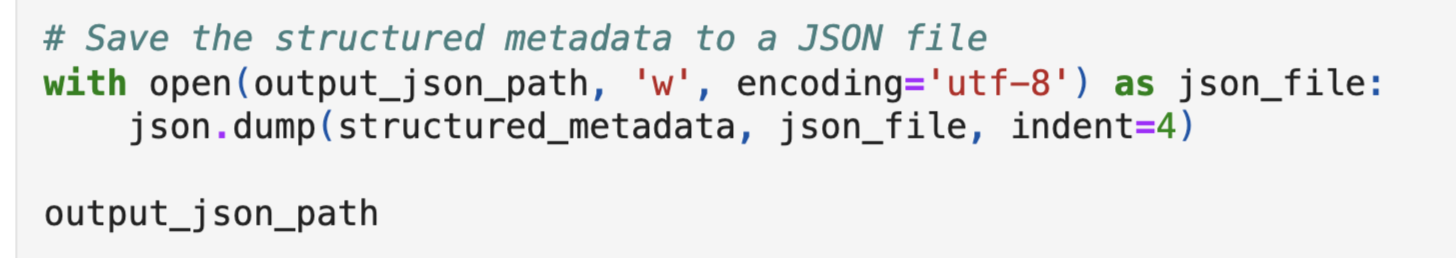 # Save the structured metadata to a JSON file
with open(output_json_path, 'w', encoding='utf-8') as json_file:
    json.dump(structured_metadata, json_file, indent=4)

output_json_path